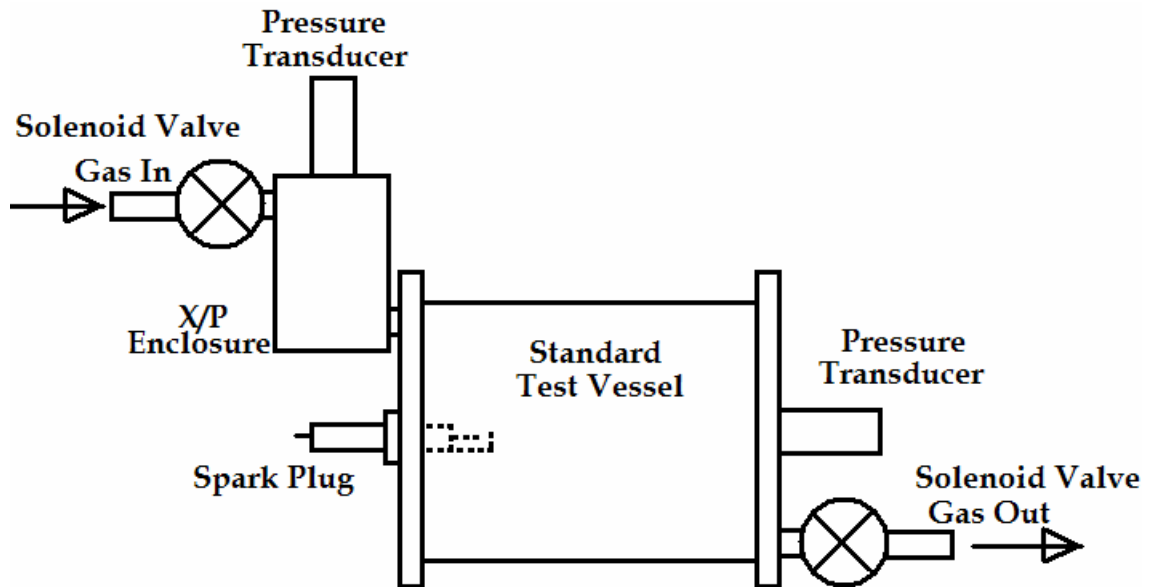 Pressure
Transducer
Solenoid Valve
Gas In
X/P
Enclosure
Standard
Test Vessel
Pressure
Transducer
Spark Plug
Solenoid Valve
Gas Out